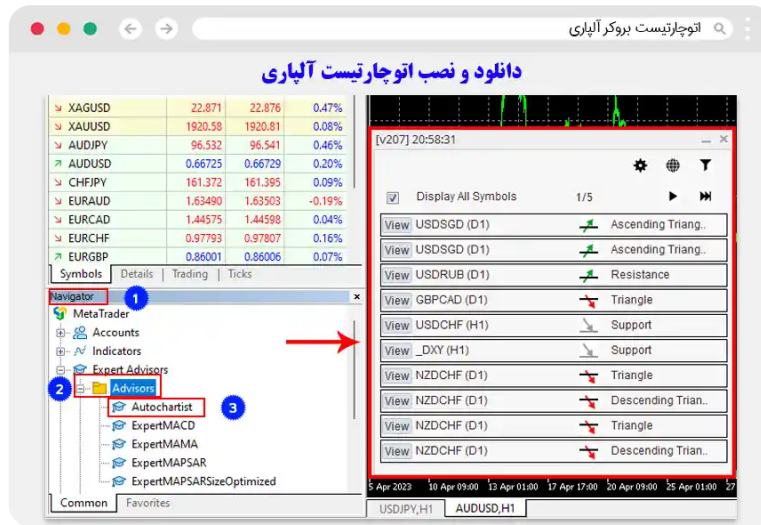 اتوچارتیست بروکر آلپاری
دانلود و نصب اتوچارتیست آلپاری
XAGUSD 22.871 22.876 0.47%
XAUUSD 1920.58 1920.81 0.08%
AUDJPY 96.532 96.541 0.46%
AUDUSD 0.66725 0.66729 0.20%
CHFJPY 161.372 161.395 0.09%
EURAUD 1.63490 1.63503 -0.19%
EURCAD 1.44575 1.44598 0.04%
EURCHF 0.97793 0.97807 0.16%
EURGBP 0.86001 0.86006 0.07%
Symbols Details Trading Ticks
Navigator 1
MetaTrader
Accounts
Indicators
Expert Advisors
2 Advisors
Autochartist 3
ExpertMACD
ExpertMAMA
ExpertMAPSAR
ExpertMAPSARSizeOptimized
Common Favorites
[v207] 20:58:31
Display All Symbols 1/5
View USDSGD (D1) Ascending Triang..
View USDSGD (D1) Ascending Triang..
View USDRUB (D1) Resistance
View GBPCAD (D1) Triangle
View USDCHF (H1) Support
View _DXY (H1) Support
View NZDCHF (D1) Triangle
View NZDCHF (D1) Descending Trian..
View NZDCHF (D1) Triangle
View NZDCHF (D1) Descending Trian..
5 Apr 2023 10 Apr 09:00 13 Apr 01:00 17 Apr 17:00 20 Apr 09:00 25 Apr 01:00 27
USDJPY,H1 AUDUSD,H1